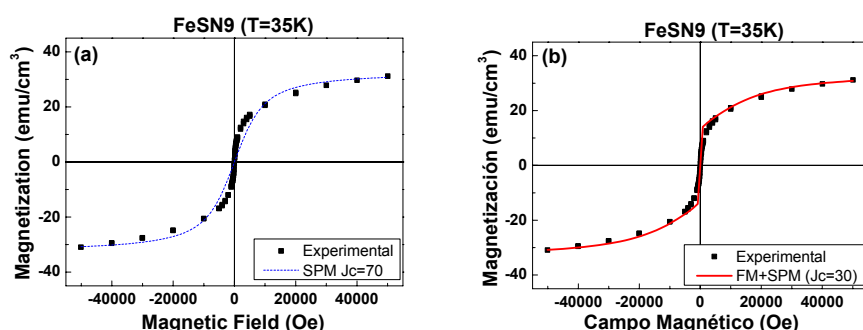 FeSN9 (T=35K)
(a)
Magnetization (emu/cm³)
40
20
0
-20
-40
Experimental
SPM Jc=70
-40000 -20000 0 20000 40000
Magnetic Field (Oe)
FeSN9 (T=35K)
(b)
Magnetización (emu/cm³)
40
20
0
-20
-40
Experimental
FM+SPM (Jc=30)
-40000 -20000 0 20000 40000
Campo Magnético (Oe)